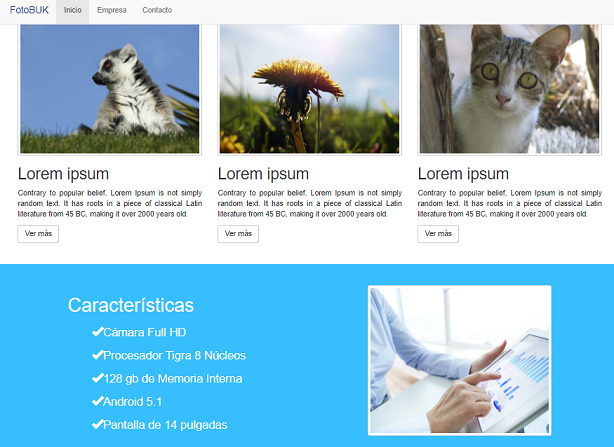 FotoBUK Inicio Empresa Contacto
Lorem ipsum
Contrary to popular belief, Lorem Ipsum is not simply
random text. It has roots in a piece of classical Latin
literature from 45 BC, making it over 2000 years old.
Ver más
Lorem ipsum
Contrary to popular belief, Lorem Ipsum is not simply
random text. It has roots in a piece of classical Latin
literature from 45 BC, making it over 2000 years old.
Ver más
Lorem ipsum
Contrary to popular belief, Lorem Ipsum is not simply
random text. It has roots in a piece of classical Latin
literature from 45 BC, making it over 2000 years old.
Ver más
Características
Cámara Full HD
Procesador Tigra 8 Núcleos
128 gb de Memoria Interna
Android 5.1
Pantalla de 14 pulgadas